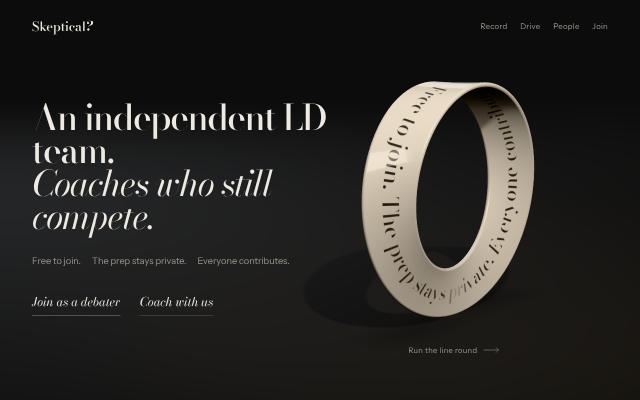 Skeptical?
Record Drive People Join
An independent LD
team.
Coaches who still
compete.
Free to join. The prep stays private. Everyone contributes.
Join as a debater Coach with us
Free to join. The prep stays private. Everyone
Run the line round